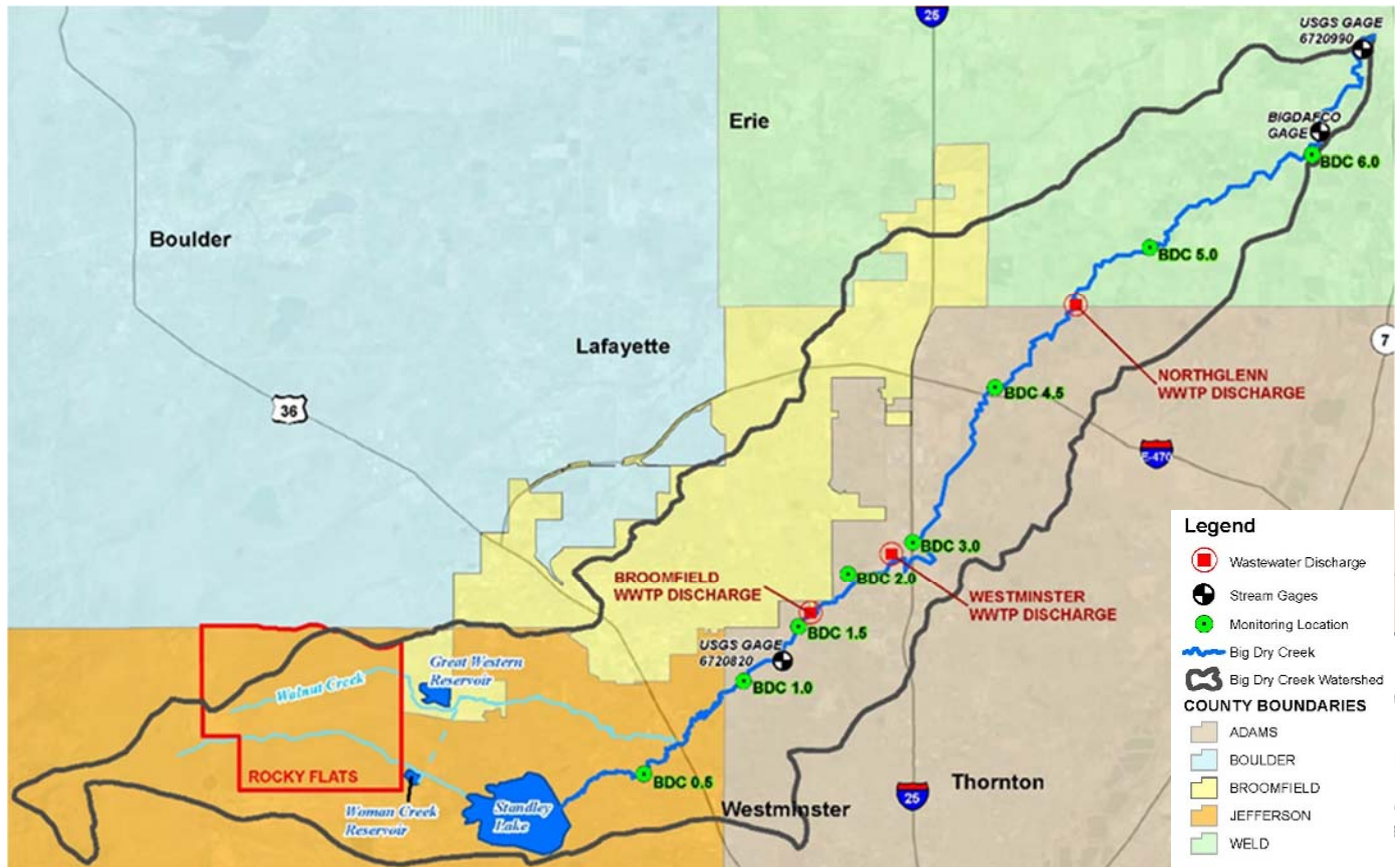 25
USGS GAGE
6720990
Erie
BIGDAFCO
GAGE
BDC 6.0
Boulder
BDC 5.0
Lafayette
7
NORTHGLENN
WWTP DISCHARGE
BDC 4.5
36
E-470
BDC 3.0
BROOMFIELD
WWTP DISCHARGE
BDC 2.0
WESTMINSTER
WWTP DISCHARGE
BDC 1.5
USGS GAGE
6720820
Great Western
Reservoir
BDC 1.0
Walnut Creek
ROCKY FLATS
BDC 0.5
Woman Creek
Reservoir
Standley
Lake
Westminster
Thornton
25
Legend
Wastewater Discharge
Stream Gages
Monitoring Location
Big Dry Creek
Big Dry Creek Watershed
COUNTY BOUNDARIES
ADAMS
BOULDER
BROOMFIELD
JEFFERSON
WELD